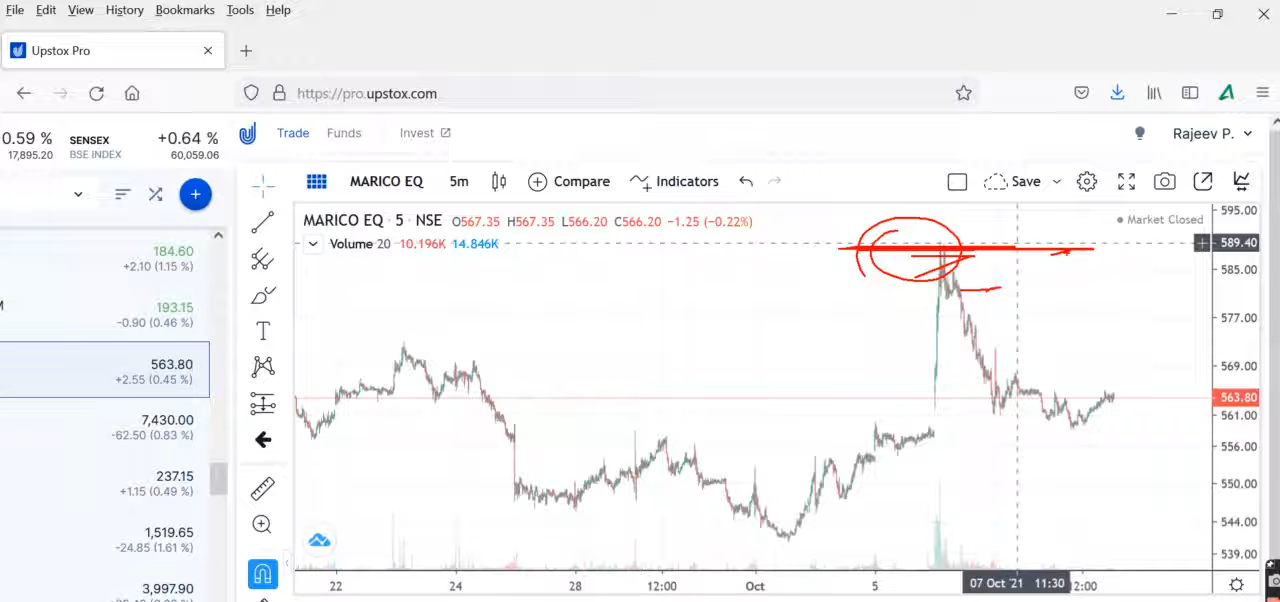 File Edit View History Bookmarks Tools Help
Upstox Pro
https://pro.upstox.com
0.59 % SENSEX +0.64 %
17,895.20 BSE INDEX 60,059.06
Trade Funds Invest Rajeev P.
MARICO EQ 5m Compare Indicators Save
MARICO EQ · 5 · NSE O567.35 H567.35 L566.20 C566.20 -1.25 (-0.22%) Market Closed
Volume 20 10.196K 14.846K
184.60
+2.10 (1.15 %)
193.15
-0.90 (0.46 %)
563.80
+2.55 (0.45 %)
7,430.00
-62.50 (0.83 %)
237.15
+1.15 (0.49 %)
1,519.65
-24.85 (1.61 %)
3,997.90
595.00
589.40
585.00
577.00
569.00
563.80
561.00
556.00
550.00
544.00
539.00
22 24 28 12:00 Oct 5 07 Oct '21 11:30 12:00